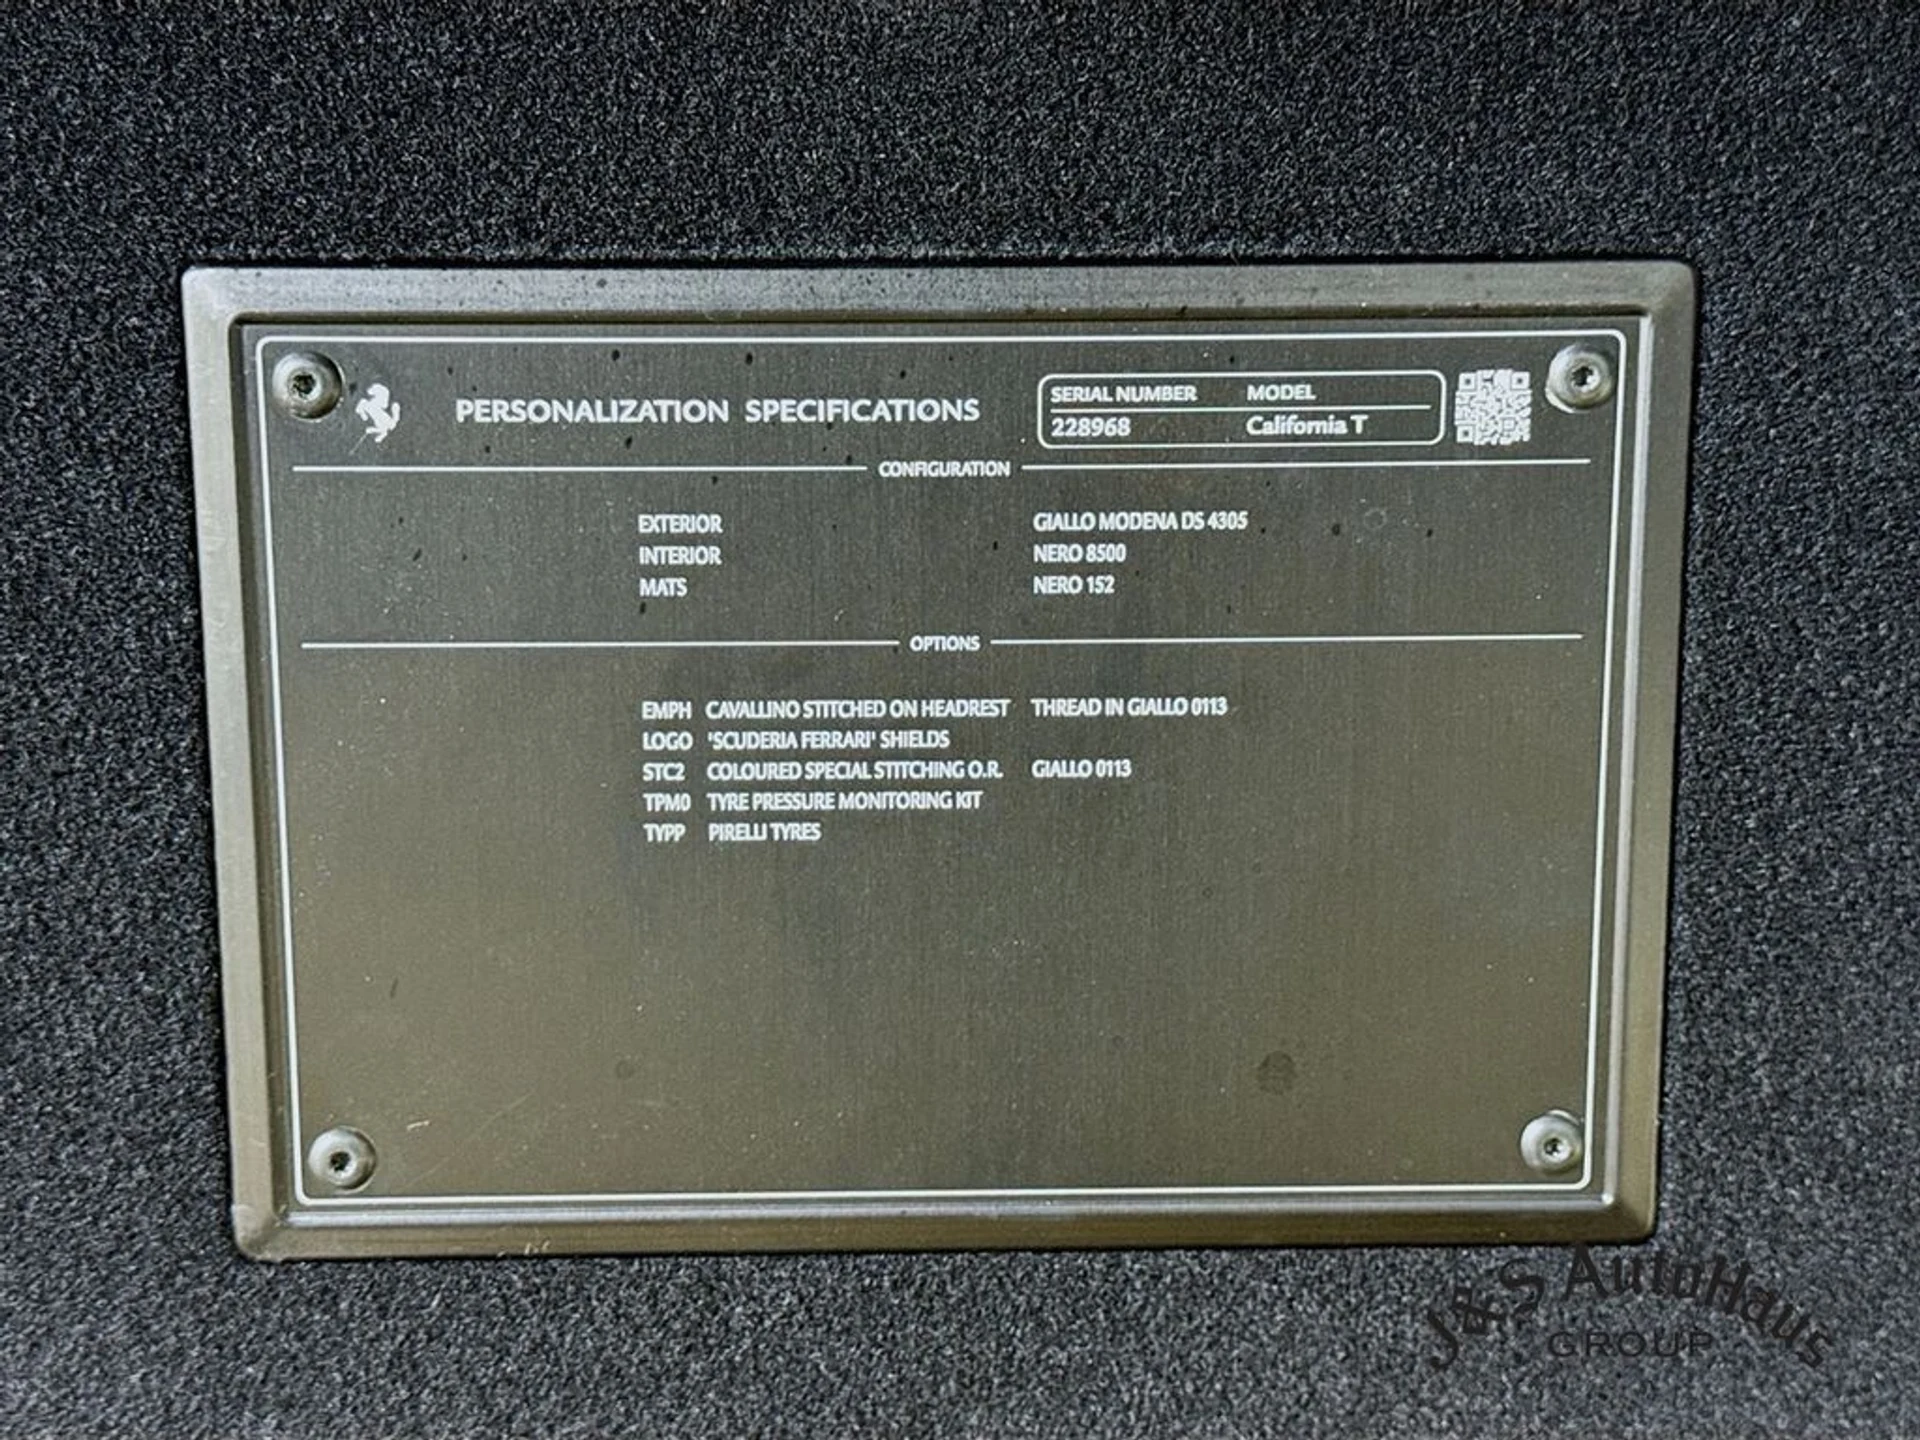 PERSONALIZATION SPECIFICATIONS
SERIAL NUMBER MODEL
228968 California T
CONFIGURATION
EXTERIOR GIALLO MODENA DS 4305
INTERIOR NERO 8500
MATS NERO 152
OPTIONS
EMPH CAVALLINO STITCHED ON HEADREST THREAD IN GIALLO 0113
LOGO 'SCUDERIA FERRARI' SHIELDS
STC2 COLOURED SPECIAL STITCHING O.R. GIALLO 0113
TPM0 TYRE PRESSURE MONITORING KIT
TYPP PIRELLI TYRES
J&S AutoHaus
GROUP